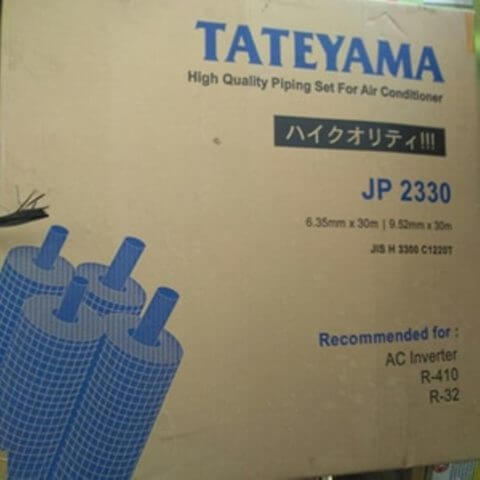 TATEYAMA
High Quality Piping Set For Air Conditioner
ハイクオリティ!!!
JP 2330
6.35mm x 30m | 9.52mm x 30m
JIS H 3300 C1220T
Recommended for :
AC Inverter
R-410
R-32